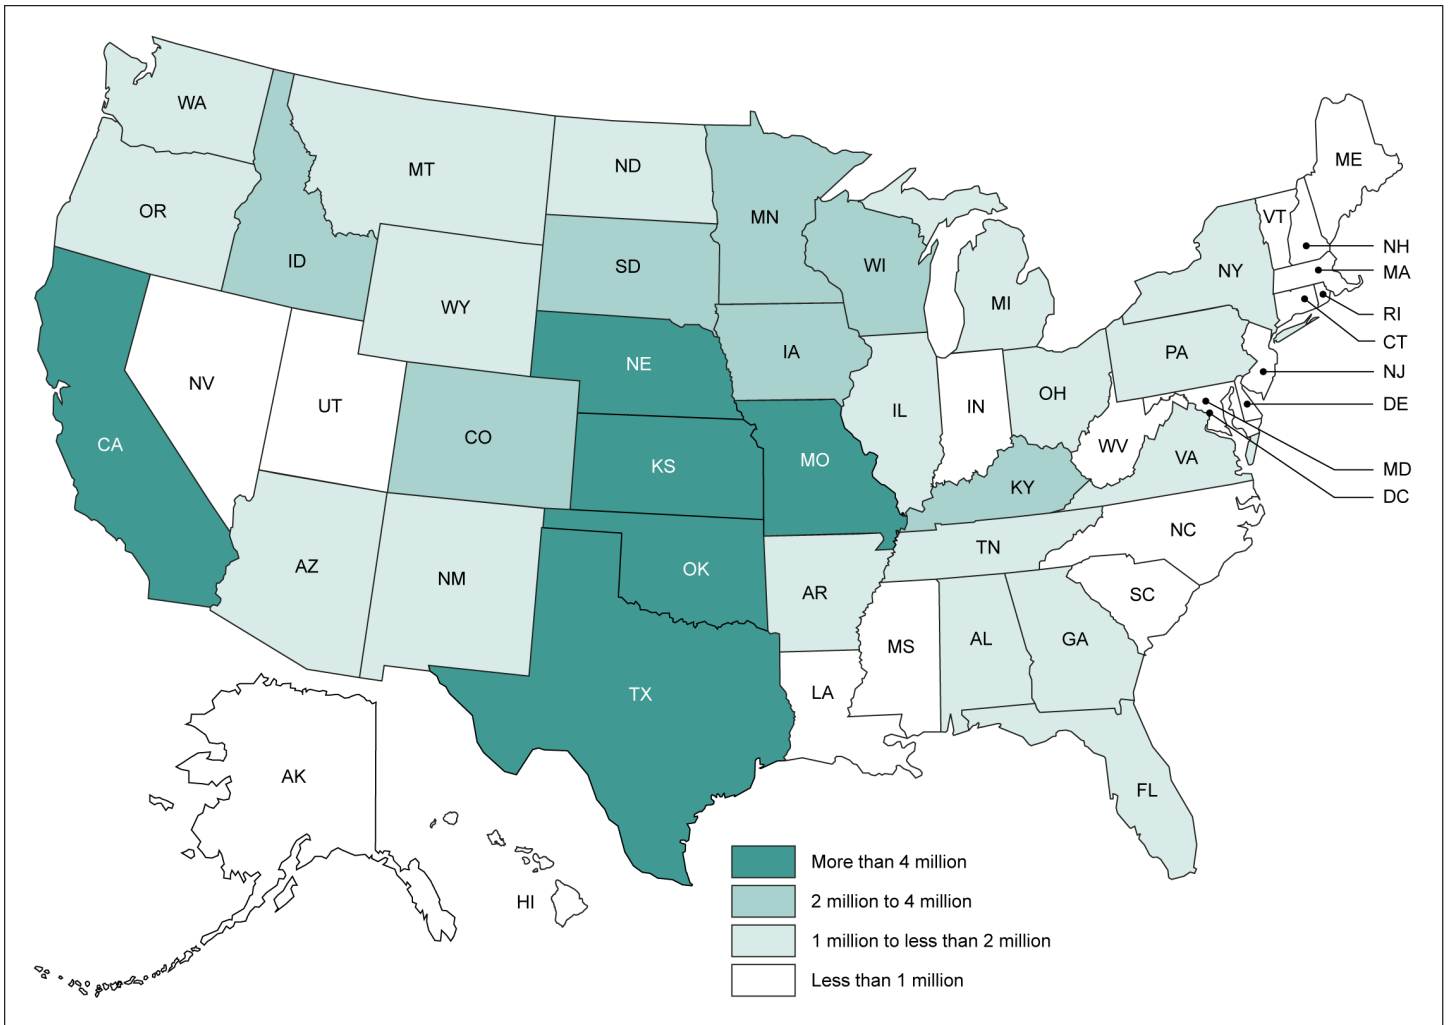 WA
MT
ND
MN
ME
OR
VT
ID
SD
WI
NY
NH
MA
WY
MI
RI
NE
IA
PA
CT
NV
UT
CO
IL
IN
OH
NJ
DE
CA
KS
MO
WV
VA
KY
MD
DC
AZ
NM
OK
AR
TN
NC
SC
TX
LA
MS
AL
GA
AK
FL
HI
More than 4 million
2 million to 4 million
1 million to less than 2 million
Less than 1 million